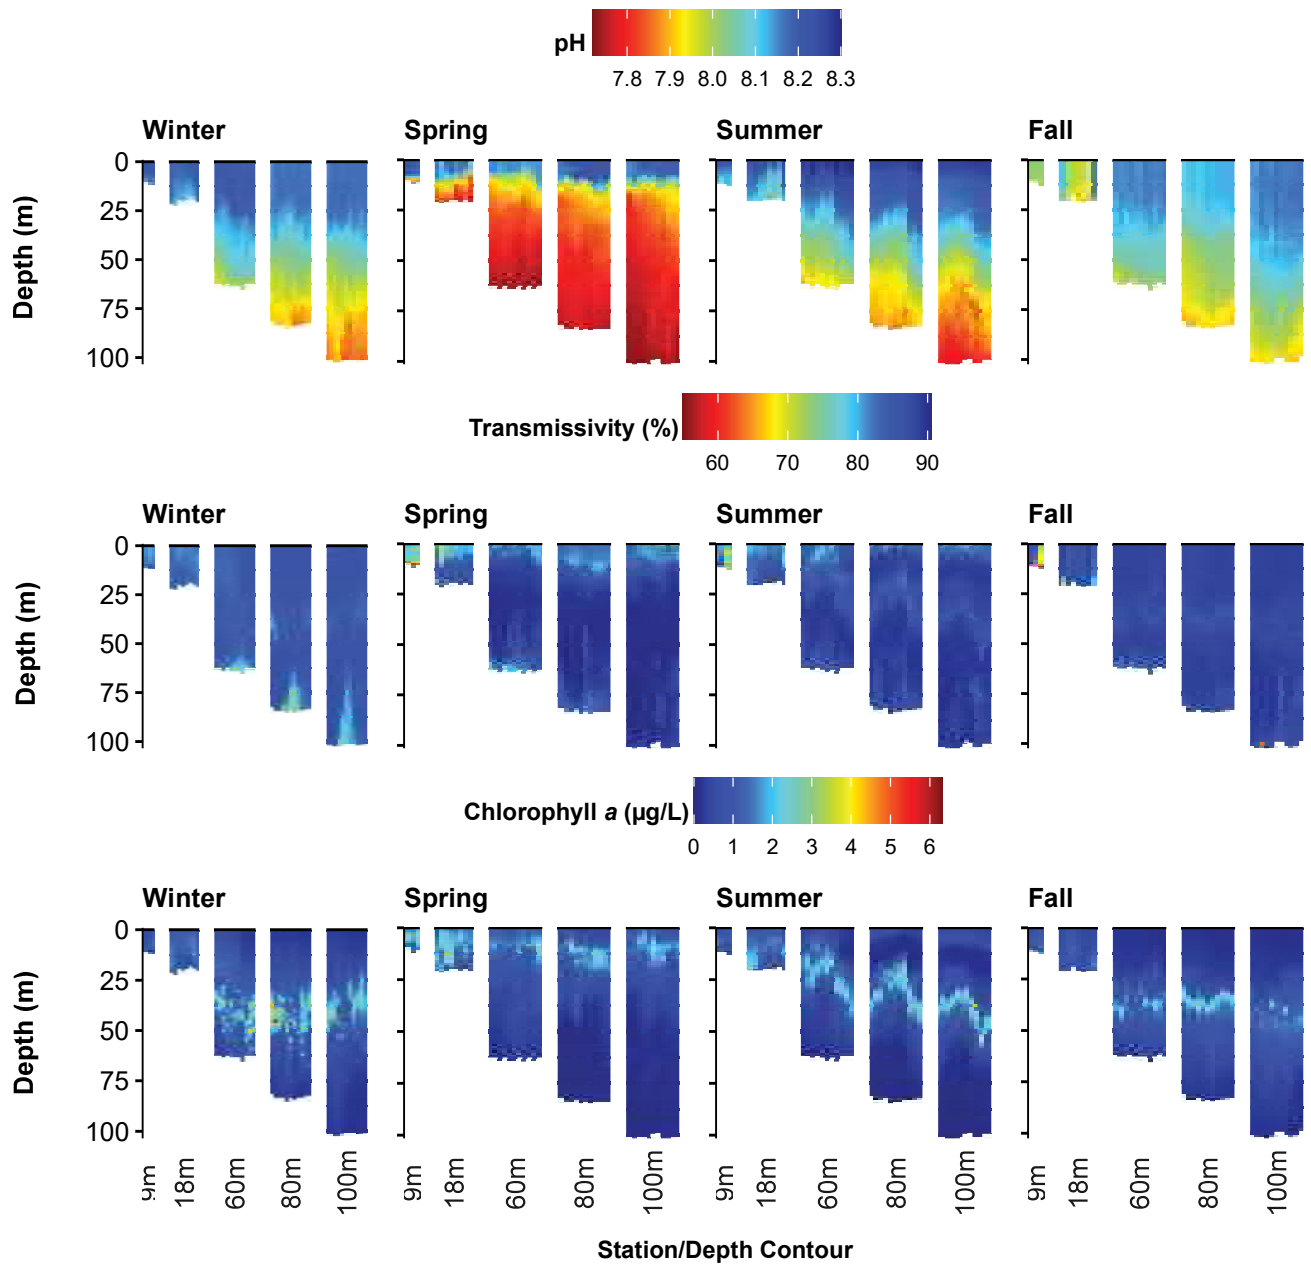 pH
7.8 7.9 8.0 8.1 8.2 8.3
Winter Spring Summer Fall
Depth (m)
0
25
50
75
100
Transmissivity (%)
60 70 80 90
Winter Spring Summer Fall
Depth (m)
0
25
50
75
100
Chlorophyll a (µg/L)
0 1 2 3 4 5 6
Winter Spring Summer Fall
Depth (m)
0
25
50
75
100
9m 18m 60m 80m 100m 9m 18m 60m 80m 100m 9m 18m 60m 80m 100m 9m 18m 60m 80m 100m
Station/Depth Contour